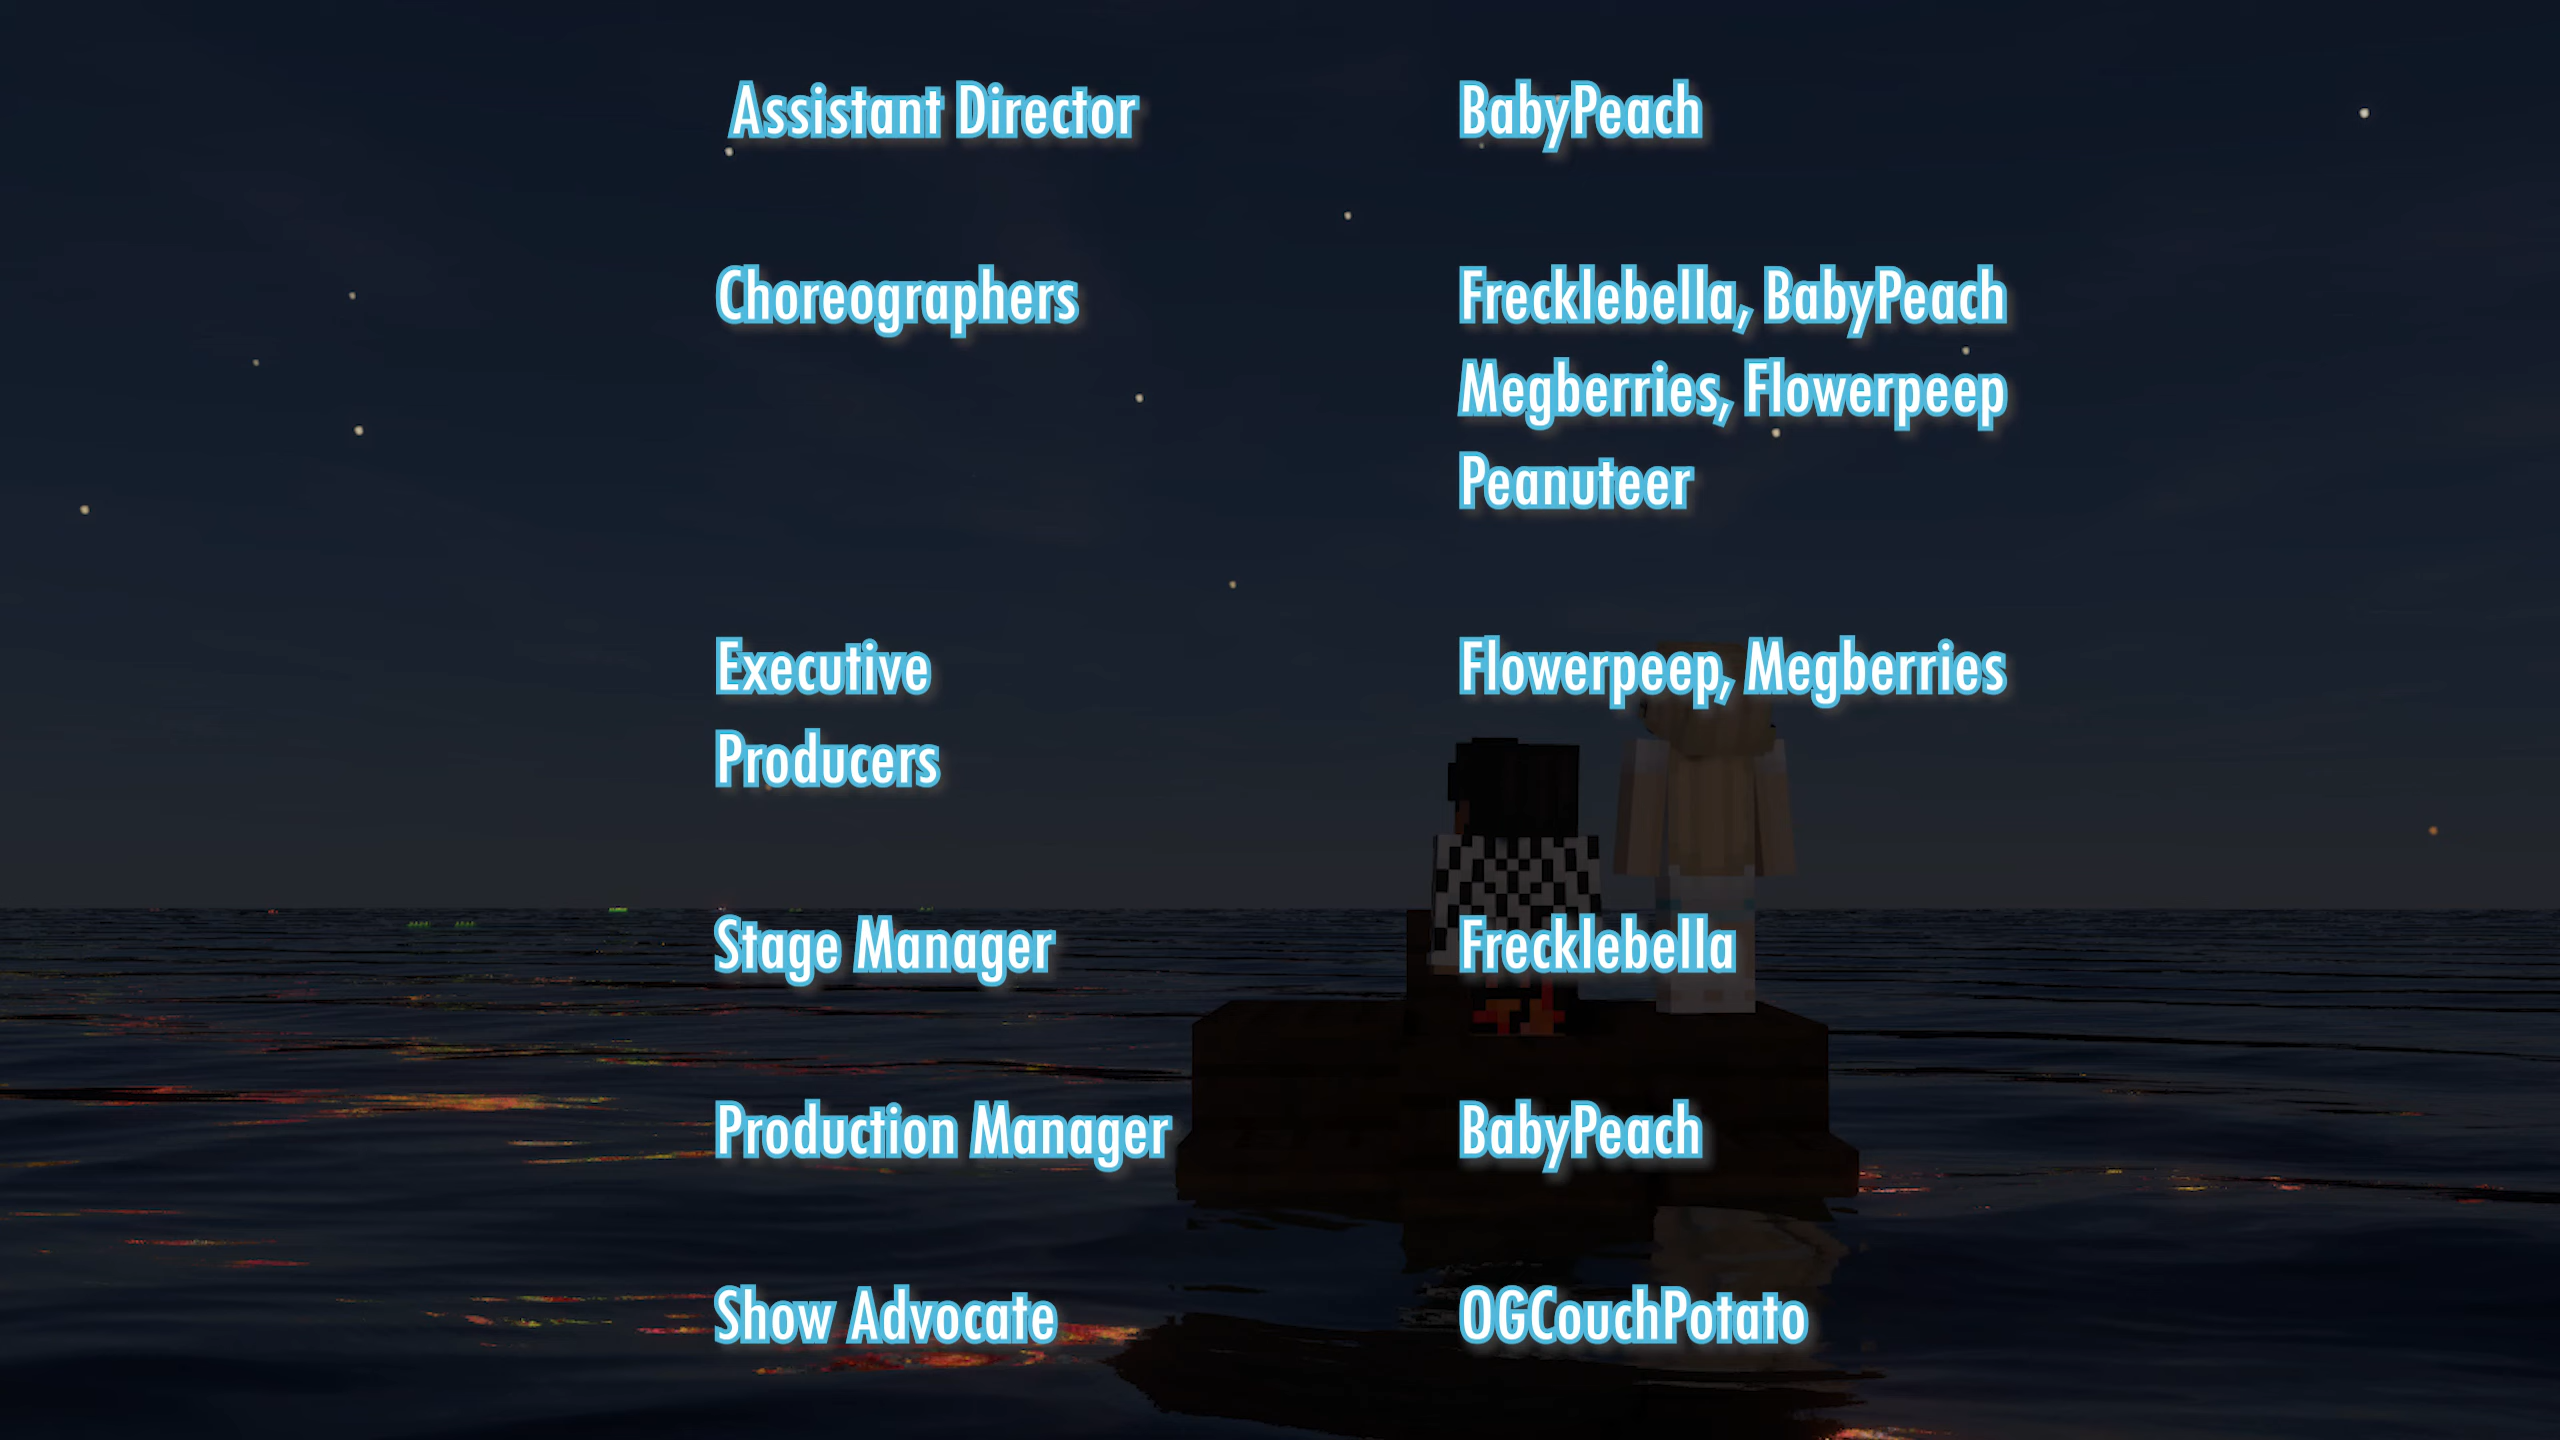 Assistant Director BabyPeach
Choreographers Frecklebella, BabyPeach
Megberries, Flowerpeep
Peanuteer
Executive Flowerpeep, Megberries
Producers
Stage Manager Frecklebella
Production Manager BabyPeach
Show Advocate OGCouchPotato